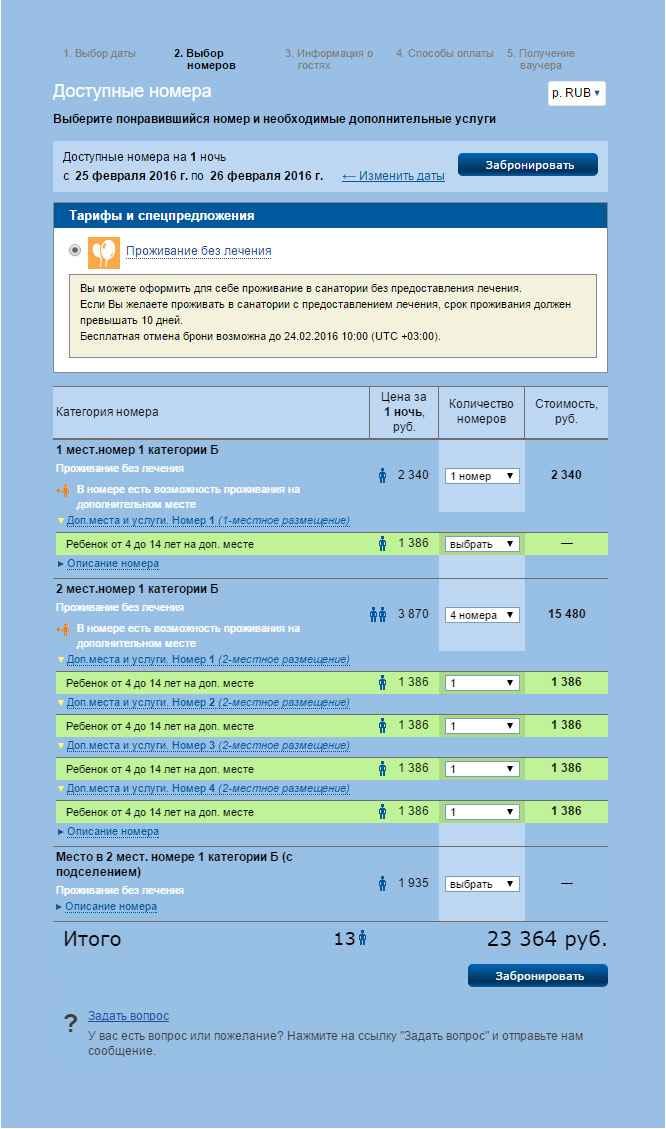 1. Выбор даты
2. Выбор
номеров
3. Информация о
гостях
4. Способы оплаты
5. Получение
ваучера
Доступные номера
р. RUB ▾
Выберите понравившийся номер и необходимые дополнительные услуги
Доступные номера на 1 ночь
с 25 февраля 2016 г. по 26 февраля 2016 г.
← Изменить даты
Забронировать
Тарифы и спецпредложения
Проживание без лечения
Вы можете оформить для себе проживание в санатории без предоставления лечения.
Если Вы желаете проживать в санатории с предоставлением лечения, срок проживания должен
превышать 10 дней.
Бесплатная отмена брони возможна до 24.02.2016 10:00 (UTC +03:00).
Категория номера
Цена за
1 ночь,
руб.
Количество
номеров
Стоимость,
руб.
1 мест.номер 1 категории Б
Проживание без лечения
2 340 1 номер ▼ 2 340
В номере есть возможность проживания на
дополнительном месте
▼ Доп.места и услуги. Номер 1 (1-местное размещение)
Ребенок от 4 до 14 лет на доп. месте 1 386 выбрать ▼ —
► Описание номера
2 мест.номер 1 категории Б
Проживание без лечения
3 870 4 номера ▼ 15 480
В номере есть возможность проживания на
дополнительном месте
▼ Доп.места и услуги. Номер 1 (2-местное размещение)
Ребенок от 4 до 14 лет на доп. месте 1 386 1 ▼ 1 386
▼ Доп.места и услуги. Номер 2 (2-местное размещение)
Ребенок от 4 до 14 лет на доп. месте 1 386 1 ▼ 1 386
▼ Доп.места и услуги. Номер 3 (2-местное размещение)
Ребенок от 4 до 14 лет на доп. месте 1 386 1 ▼ 1 386
▼ Доп.места и услуги. Номер 4 (2-местное размещение)
Ребенок от 4 до 14 лет на доп. месте 1 386 1 ▼ 1 386
► Описание номера
Место в 2 мест. номере 1 категории Б (с
подселением)
Проживание без лечения
1 935 выбрать ▼ —
► Описание номера
Итого 13 23 364 руб.
Забронировать
? Задать вопрос
У вас есть вопрос или пожелание? Нажмите на ссылку "Задать вопрос" и отправьте нам
сообщение.